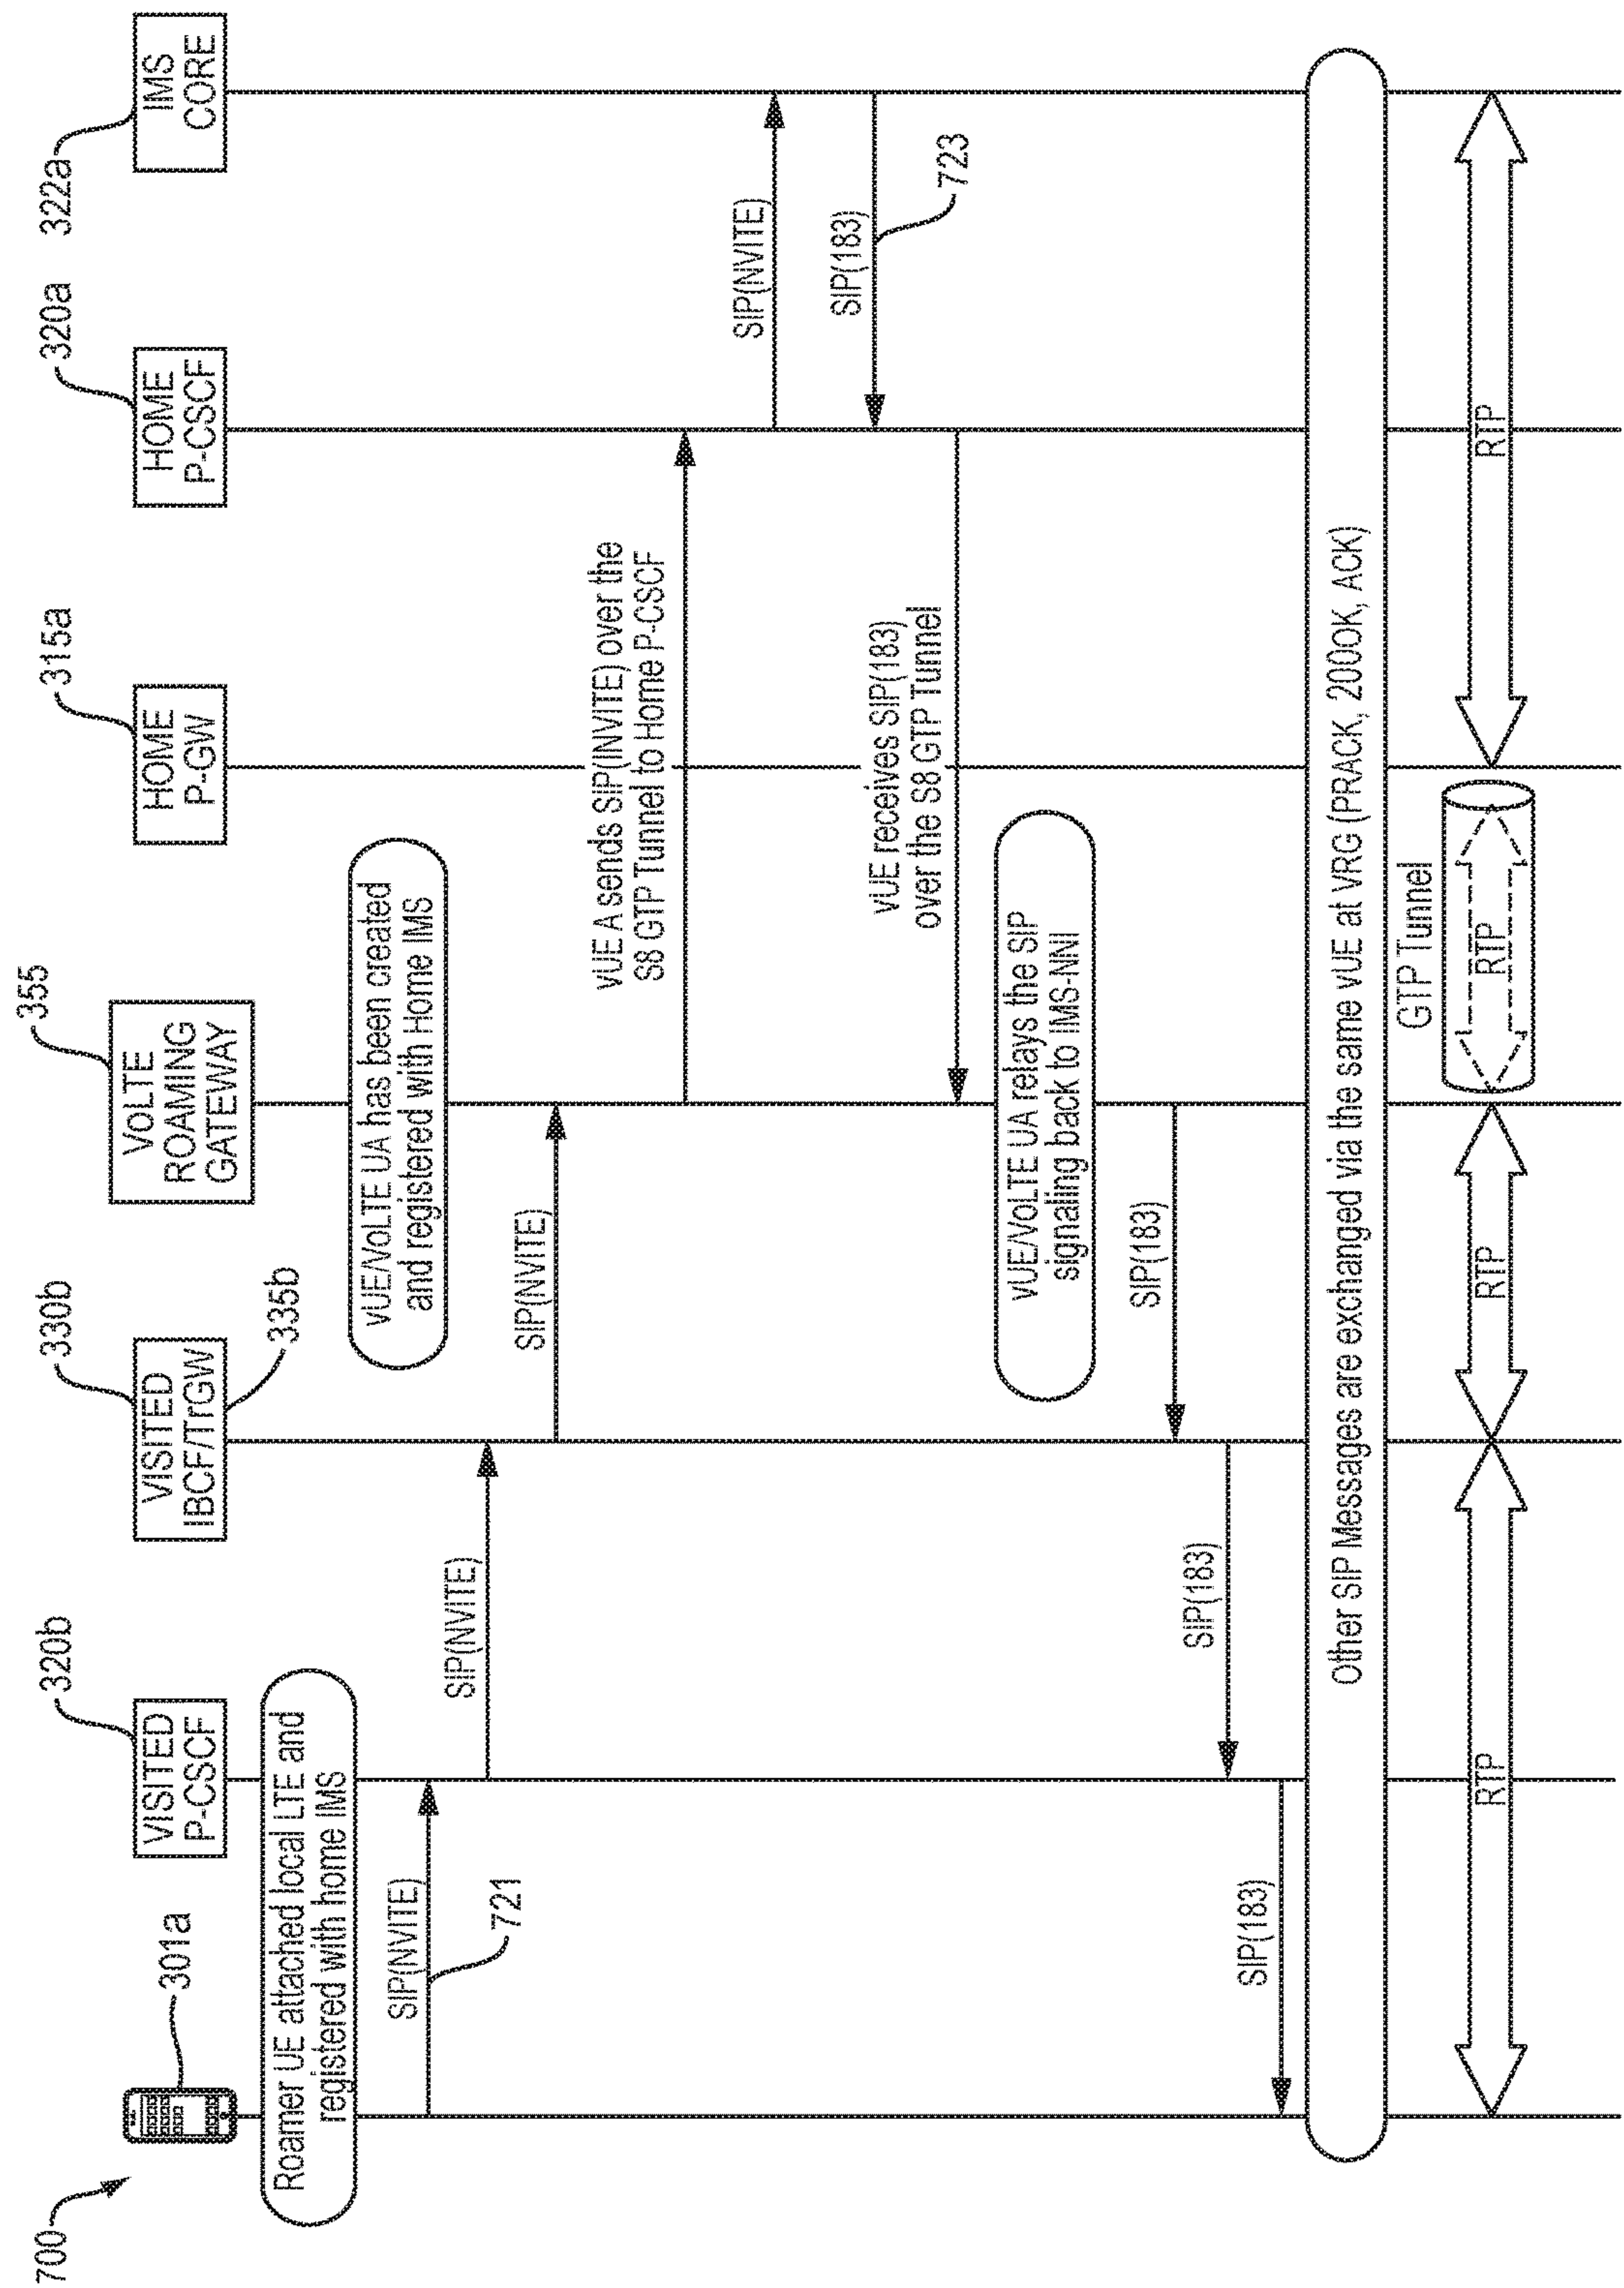 700
301a
VISITED
P-CSCF
320b
VISITED
IBCF/TrGW
330b
335b
VoLTE
ROAMING
GATEWAY
355
HOME
P-GW
315a
HOME
P-CSCF
320a
IMS
CORE
322a
Roamer UE attached local LTE and
registered with home IMS
vUE/VoLTE UA has been created
and registered with Home IMS
SIP(NVITE)
721
SIP(NVITE)
SIP(NVITE)
vUE A sends SIP(INVITE) over the
S8 GTP Tunnel to Home P-CSCF
SIP(NVITE)
SIP(183)
723
vUE receives SIP(183)
over the S8 GTP Tunnel
vUE/VoLTE UA relays the SIP
signaling back to IMS-NNI
SIP(183)
SIP(183)
SIP(183)
Other SIP Messages are exchanged via the same vUE at VRG (PRACK, 200OK, ACK)
GTP Tunnel
RTP
RTP
RTP
RTP